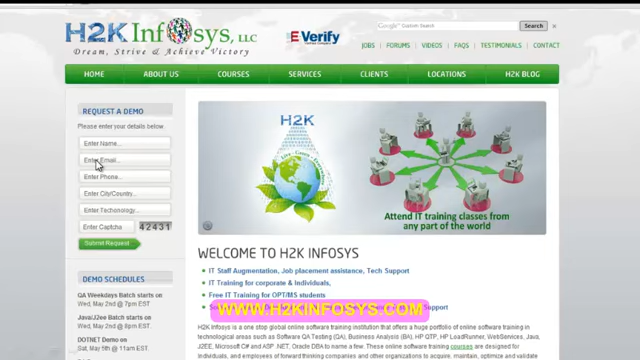 H2K Infosys, LLC
Dream, Strive & Achieve Victory
E Verify
Google™ Custom Search
Search
×
JOBS FORUMS VIDEOS FAQS TESTIMONIALS CONTACT
HOME ABOUT US COURSES SERVICES CLIENTS LOCATIONS H2K BLOG
REQUEST A DEMO
Please enter your details below
Enter Name...
Enter Email...
Enter Phone...
Enter City/Country...
Enter Techonology...
Enter Captcha 42431
Submit Request
DEMO SCHEDULES
QA Weekdays Batch starts on
Wed, May 2nd @ 7pm EST.
Java/J2ee Batch starts on
Wed, May 2nd @ 8pm EST.
DOTNET Demo on
Sat, May 5th @ 11am EST.
H2K
Attend IT training classes from
any part of the world
WELCOME TO H2K INFOSYS
IT Staff Augmentation, Job placement assistance, Tech Support
IT Training for corporate & Individuals,
Free IT Training for OPT/MS students
WWW.H2KINFOSYS.COM
Support
H2K Infosys is a one stop global online software training institution that offers a huge portfolio of online software training in
technological areas such as Software QA Testing (QA), Business Analysis (BA), HP QTP, HP LoadRunner, WebServices, Java,
J2EE, Microsoft C# and ASP .NET, Oracle DBA to name a few. These online software training courses are designed for
individuals, and employees of forward thinking companies and other organizations to acquire, maintain, optimize and validate